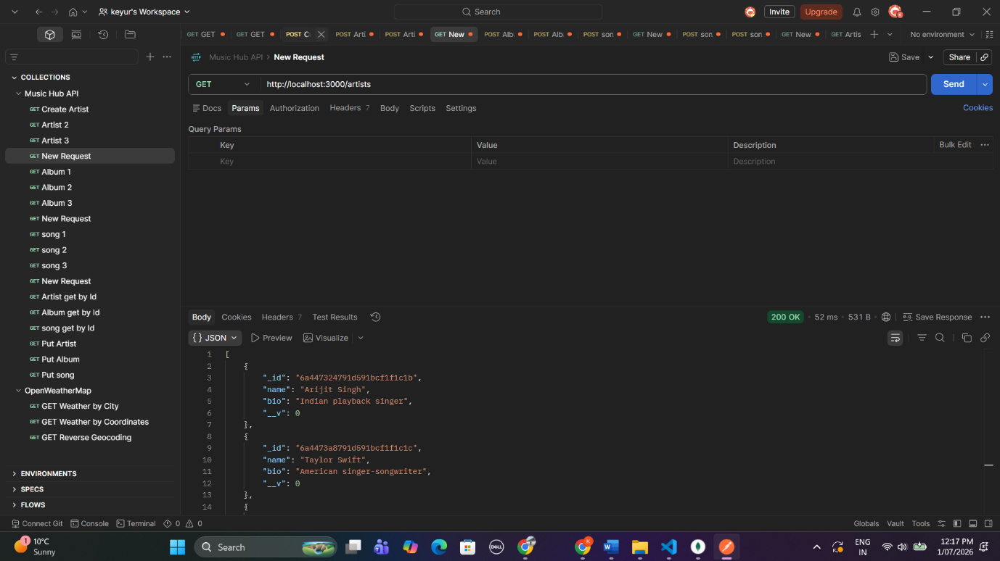 keyur's Workspace
Search
Invite
Upgrade
GET GET
GET GET
POST C
POST Arti
POST Arti
GET New
POST Alb
POST Alb
POST son
GET New
POST son
POST son
GET New
GET Artis
No environment
HTTP
Music Hub API > New Request
Save
Share
COLLECTIONS
Music Hub API
GET Create Artist
GET Artist 2
GET Artist 3
GET New Request
GET Album 1
GET Album 2
GET Album 3
GET New Request
GET song 1
GET song 2
GET song 3
GET New Request
GET Artist get by Id
GET Album get by Id
GET song get by Id
GET Put Artist
GET Put Album
GET Put song
OpenWeatherMap
GET GET Weather by City
GET GET Weather by Coordinates
GET GET Reverse Geocoding
ENVIRONMENTS
SPECS
FLOWS
GET
http://localhost:3000/artists
Send
Docs Params Authorization Headers 7 Body Scripts Settings
Cookies
Query Params
Key Value Description Bulk Edit
Key Value Description
Body Cookies Headers 7 Test Results
200 OK • 52 ms • 531 B
e.g. Save Response
{} JSON Preview Visualize
1 [
2 {
3 "_id": "6a447324791d591bcf1f1c1b",
4 "name": "Arijit Singh",
5 "bio": "Indian playback singer",
6 "__v": 0
7 },
8 {
9 "_id": "6a4473a8791d591bcf1f1c1c",
10 "name": "Taylor Swift",
11 "bio": "American singer-songwriter",
12 "__v": 0
13 },
14 {
Connect Git Console Terminal 0 0
Globals Vault Tools
1
10°C
Sunny
Search
DELL
K
ENG
IN
12:17 PM
1/07/2026